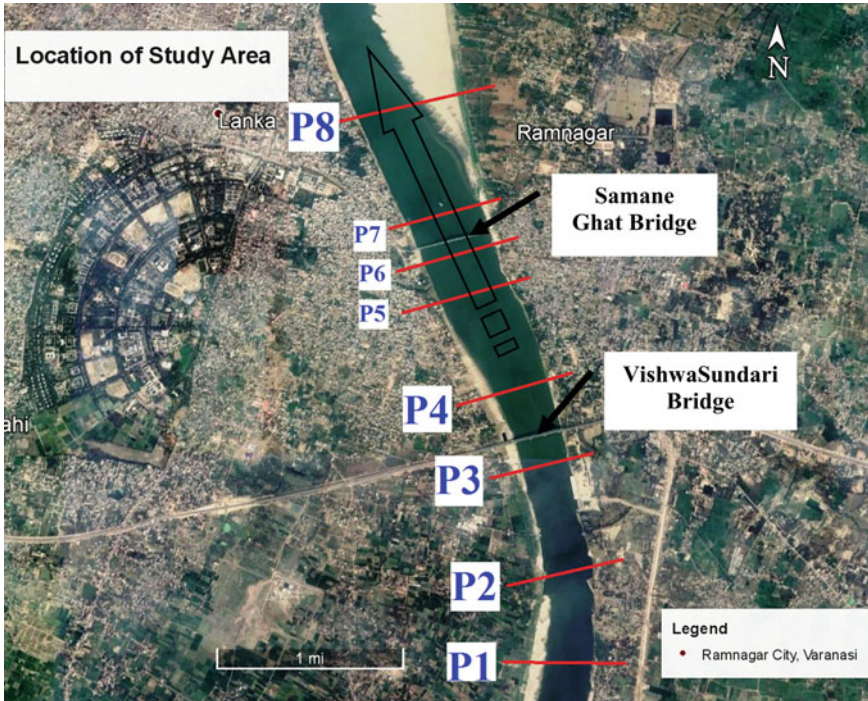 Location of Study Area
N
Lanka
P8
Ramnagar
Samane
Ghat Bridge
P7
P6
P5
VishwaSundari
Bridge
P4
ahi
P3
P2
Legend
Ramnagar City, Varanasi
1 mi
P1